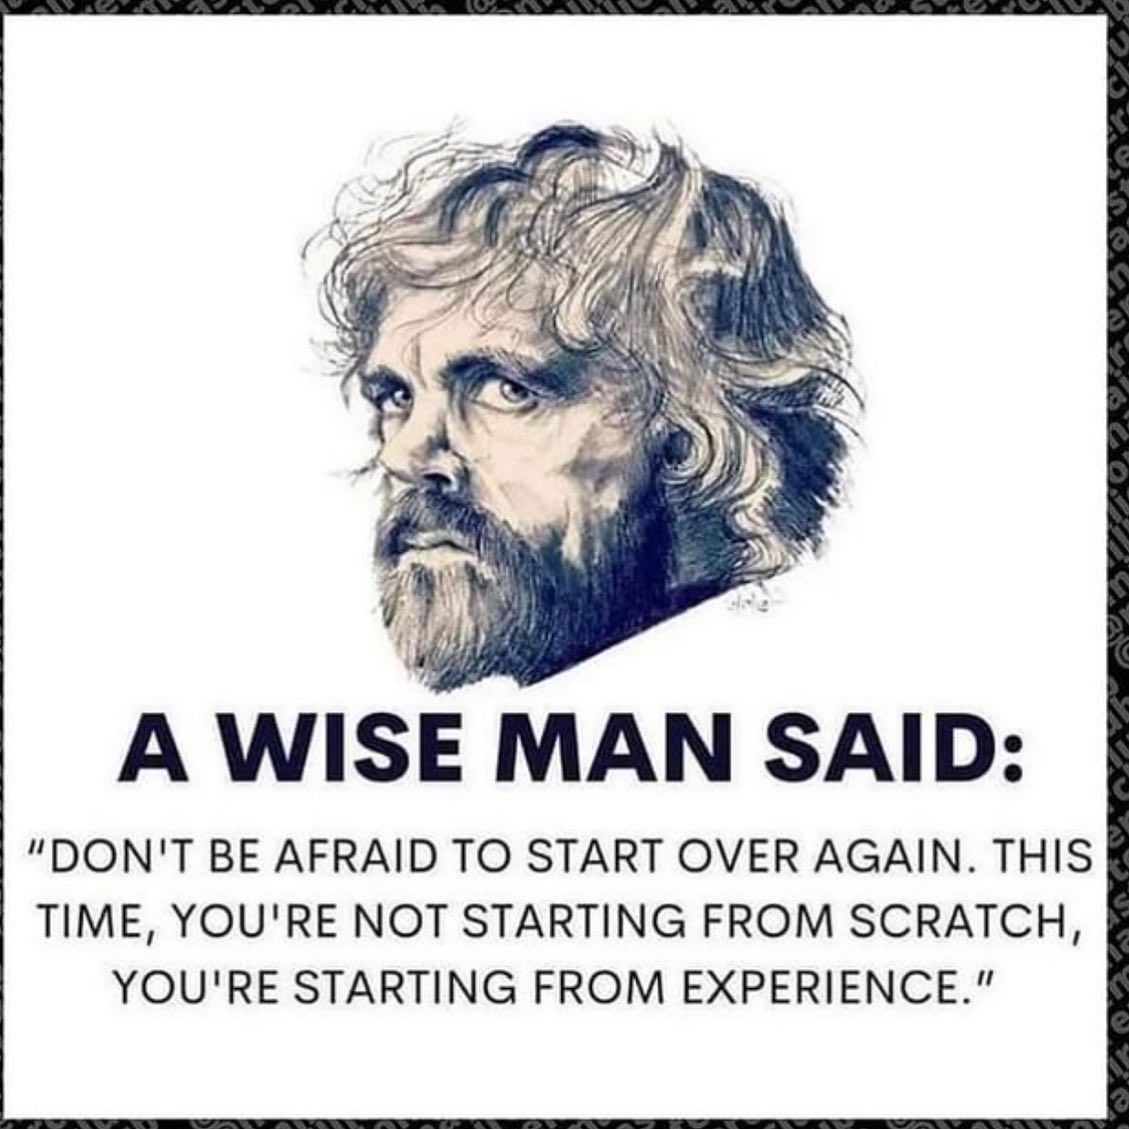 A WISE MAN SAID:
“DON'T BE AFRAID TO START OVER AGAIN. THIS
TIME, YOU'RE NOT STARTING FROM SCRATCH,
YOU'RE STARTING FROM EXPERIENCE.”